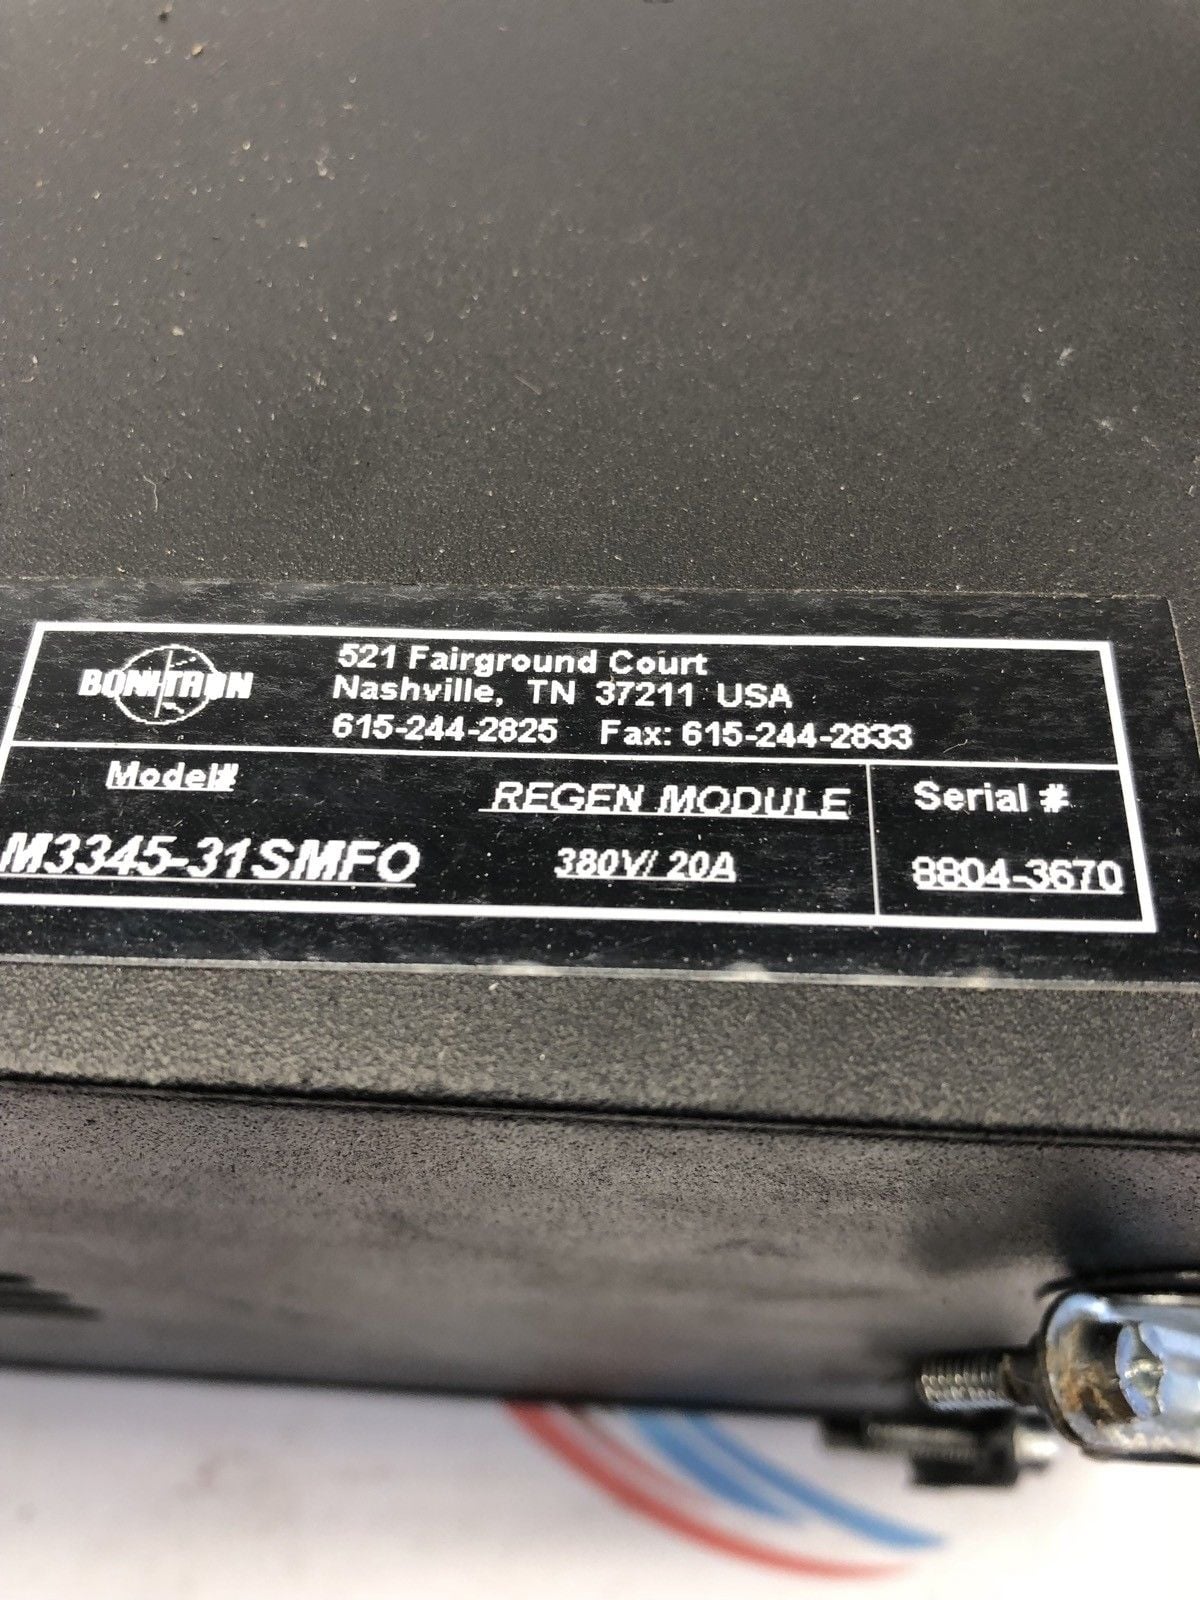 BONITRON
521 Fairground Court
Nashville, TN 37211 USA
615-244-2825 Fax: 615-244-2833
Model#
M3345-31SMFO
REGEN MODULE
380V/ 20A
Serial #
8804-3670